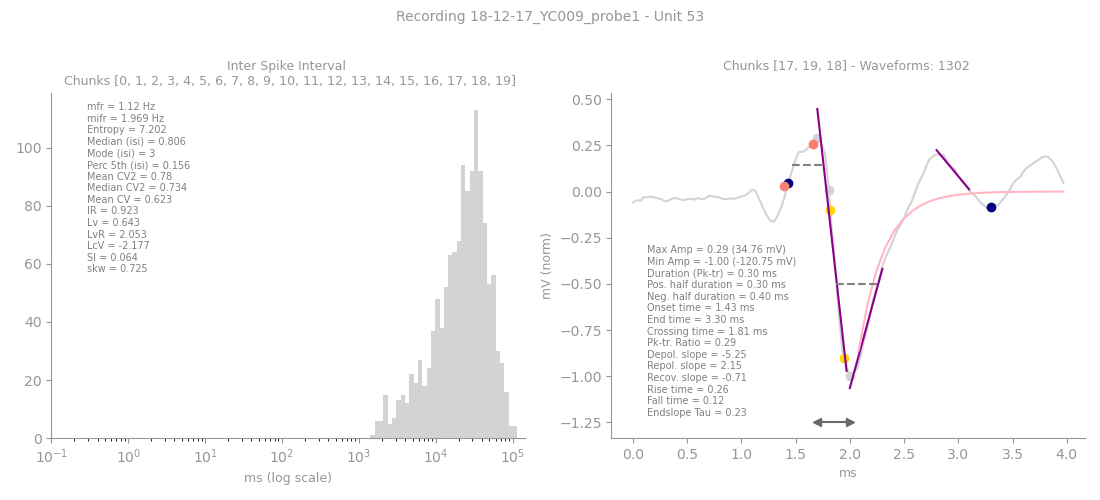 Recording 18-12-17_YC009_probe1 - Unit 53
Inter Spike Interval
Chunks [0, 1, 2, 3, 4, 5, 6, 7, 8, 9, 10, 11, 12, 13, 14, 15, 16, 17, 18, 19]
mfr = 1.12 Hz
mifr = 1.969 Hz
Entropy = 7.202
Median (isi) = 0.806
Mode (isi) = 3
Perc 5th (isi) = 0.156
Mean CV2 = 0.78
Median CV2 = 0.734
Mean CV = 0.623
IR = 0.923
Lv = 0.643
LvR = 2.053
LcV = -2.177
SI = 0.064
skw = 0.725
100
80
60
40
20
0
10⁻¹ 10⁰ 10¹ 10² 10³ 10⁴ 10⁵
ms (log scale)
Chunks [17, 19, 18] - Waveforms: 1302
mV (norm)
0.50
0.25
0.00
−0.25
−0.50
−0.75
−1.00
−1.25
Max Amp = 0.29 (34.76 mV)
Min Amp = -1.00 (-120.75 mV)
Duration (Pk-tr) = 0.30 ms
Pos. half duration = 0.30 ms
Neg. half duration = 0.40 ms
Onset time = 1.43 ms
End time = 3.30 ms
Crossing time = 1.81 ms
Pk-tr. Ratio = 0.29
Depol. slope = -5.25
Repol. slope = 2.15
Recov. slope = -0.71
Rise time = 0.26
Fall time = 0.12
Endslope Tau = 0.23
0.0 0.5 1.0 1.5 2.0 2.5 3.0 3.5 4.0
ms